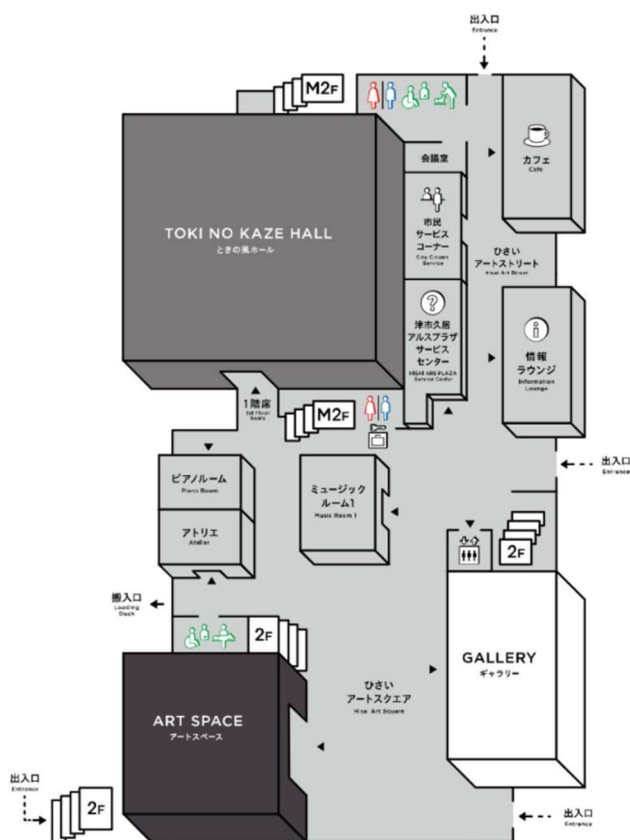 出入口
Entrance
M2F
会議室
カフェ
Cafe
TOKI NO KAZE HALL
ときの風ホール
市民
サービス
コーナー
City Citizen
Service
ひさい
アートストリート
Hisai Art Street
?
津市久居
アルスプラザ
サービス
センター
HISAI ARS PLAZA
Service Center
i
情報
ラウンジ
Information
Lounge
1階席
1st Floor
Seats
M2F
出入口
Entrance
ピアノルーム
Piano Room
ミュージック
ルーム1
Music Room 1
アトリエ
Atelier
2F
搬入口
Loading
Dock
2F
GALLERY
ギャラリー
ひさい
アートスクエア
Hisai Art Square
ART SPACE
アートスペース
出入口
Entrance
2F
出入口
Entrance